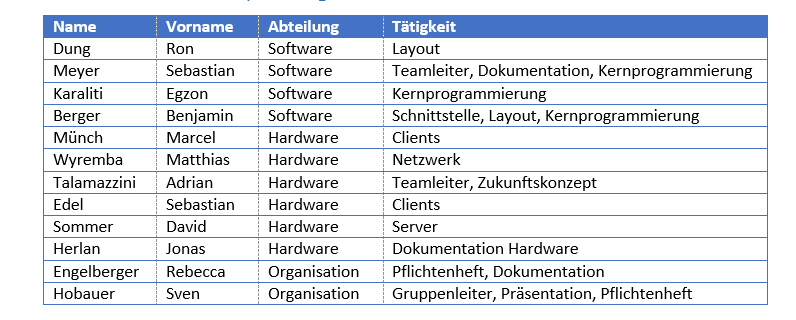 Name Vorname Abteilung Tätigkeit
Dung Ron Software Layout
Meyer Sebastian Software Teamleiter, Dokumentation, Kernprogrammierung
Karaliti Egzon Software Kernprogrammierung
Berger Benjamin Software Schnittstelle, Layout, Kernprogrammierung
Münch Marcel Hardware Clients
Wyremba Matthias Hardware Netzwerk
Talamazzini Adrian Hardware Teamleiter, Zukunftskonzept
Edel Sebastian Hardware Clients
Sommer David Hardware Server
Herlan Jonas Hardware Dokumentation Hardware
Engelberger Rebecca Organisation Pflichtenheft, Dokumentation
Hobauer Sven Organisation Gruppenleiter, Präsentation, Pflichtenheft